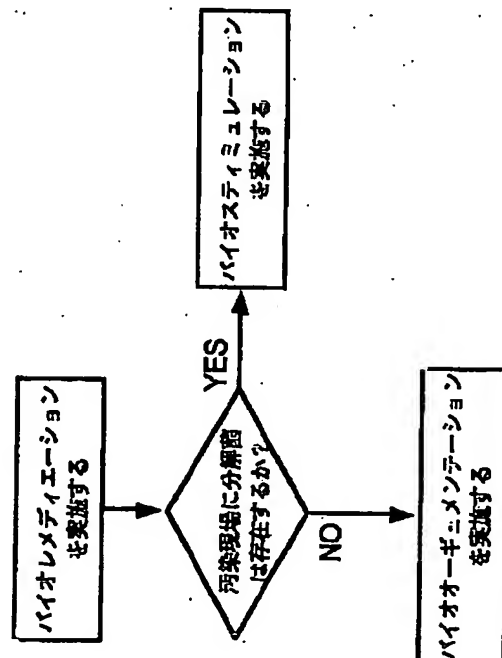 バイオレメディエーション
を実施する
汚染現場に分解菌
は存在するか?
YES
バイオスティミュレーション
を実施する
NO
バイオオーギュメンテーション
を実施する